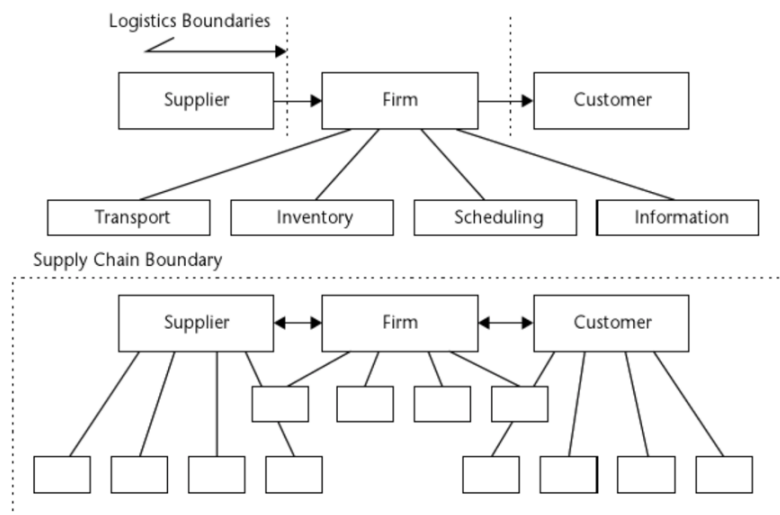 Logistics Boundaries
Supplier
Firm
Customer
Transport
Inventory
Scheduling
Information
Supply Chain Boundary
Supplier
Firm
Customer